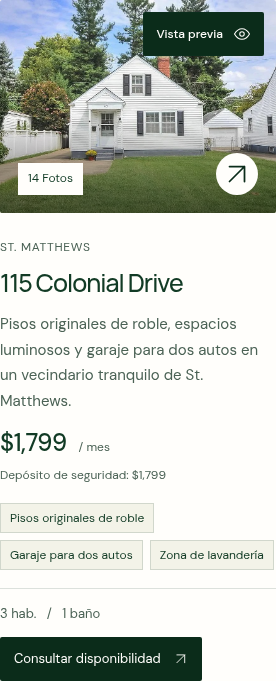 Vista previa
14 Fotos
ST. MATTHEWS
115 Colonial Drive
Pisos originales de roble, espacios
luminosos y garaje para dos autos en
un vecindario tranquilo de St.
Matthews.
$1,799 / mes
Depósito de seguridad: $1,799
Pisos originales de roble
Garaje para dos autos Zona de lavandería
3 hab. / 1 baño
Consultar disponibilidad